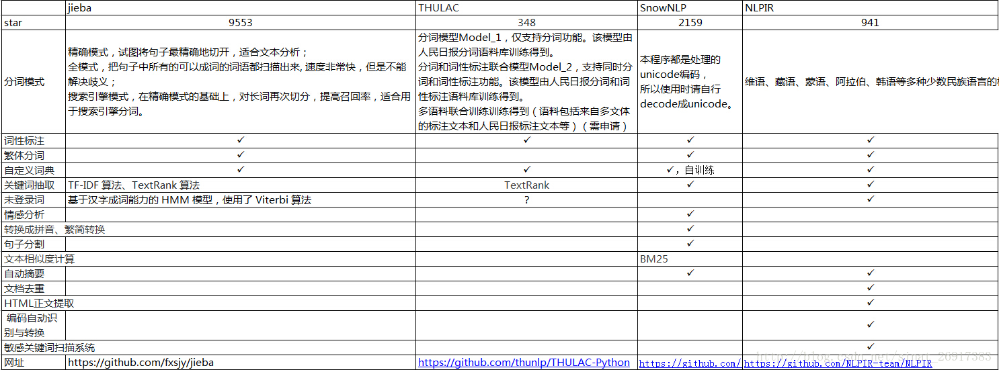 jieba THULAC SnowNLP NLPIR
star 9553 348 2159 941
分词模式
精确模式，试图将句子最精确地切开，适合文本分析；
全模式，把句子中所有的可以成词的词语都扫描出来, 速度非常快，但是不能
解决歧义；
搜索引擎模式，在精确模式的基础上，对长词再次切分，提高召回率，适合用
于搜索引擎分词。
分词模型Model_1，仅支持分词功能。该模型由
人民日报分词语料库训练得到。
分词和词性标注联合模型Model_2，支持同时分
词和词性标注功能。该模型由人民日报分词和词
性标注语料库训练得到。
多语料联合训练训练得到（语料包括来自多文体
的标注文本和人民日报标注文本等）（需申请）
本程序都是处理的
unicode编码，
所以使用时请自行
decode成unicode。
维语、藏语、蒙语、阿拉伯、韩语等多种少数民族语言的
词性标注 ✓ ✓ ✓ ✓
繁体分词 ✓ ✓ ✓
自定义词典 ✓ ✓ ✓，自训练 ✓
关键词抽取 TF-IDF 算法、TextRank 算法 TextRank ✓ ✓
未登录词 基于汉字成词能力的 HMM 模型，使用了 Viterbi 算法 ? ✓
情感分析 ✓
转换成拼音、繁简转换 ✓
句子分割 ✓
文本相似度计算 BM25
自动摘要 ✓ ✓
文档去重 ✓
HTML正文提取 ✓
编码自动识
别与转换 ✓
敏感关键词扫描系统 ✓
网址 https://github.com/fxsjy/jieba https://github.com/thunlp/THULAC-Python https://github.com/ https://github.com/NLPIR-team/NLPIR